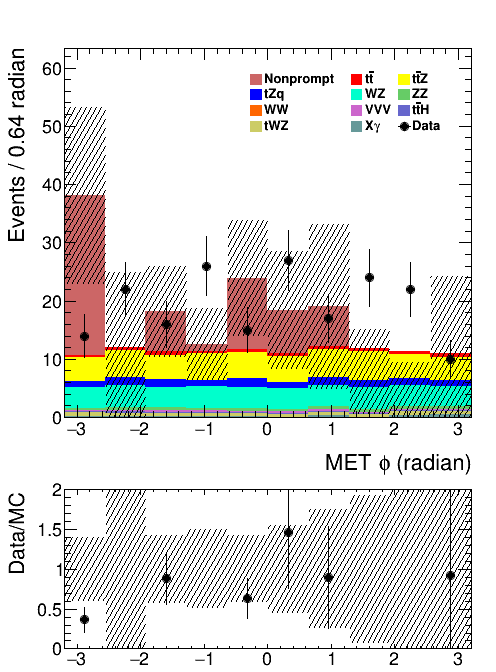 Events / 0.64 radian
60
50
40
30
20
10
0
Nonprompt tt̄ tt̄Z
tZq WZ ZZ
WW VVV tt̄H
tWZ Xγ Data
−3 −2 −1 0 1 2 3
MET ϕ (radian)
Data/MC
2
1.5
1
0.5
0
−3 −2 −1 0 1 2 3